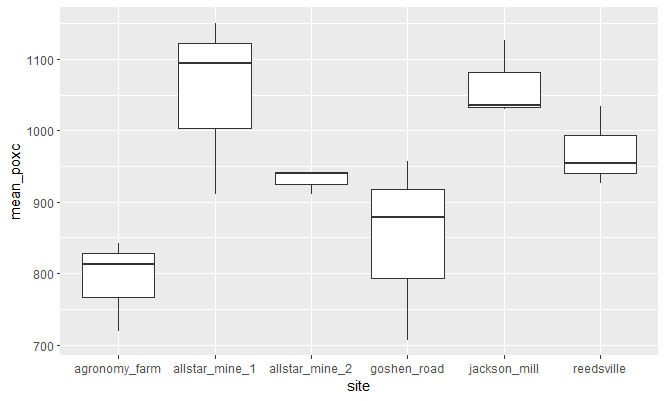 mean_poxc
1100
1000
900
800
700
agronomy_farm allstar_mine_1 allstar_mine_2 goshen_road jackson_mill reedsville
site